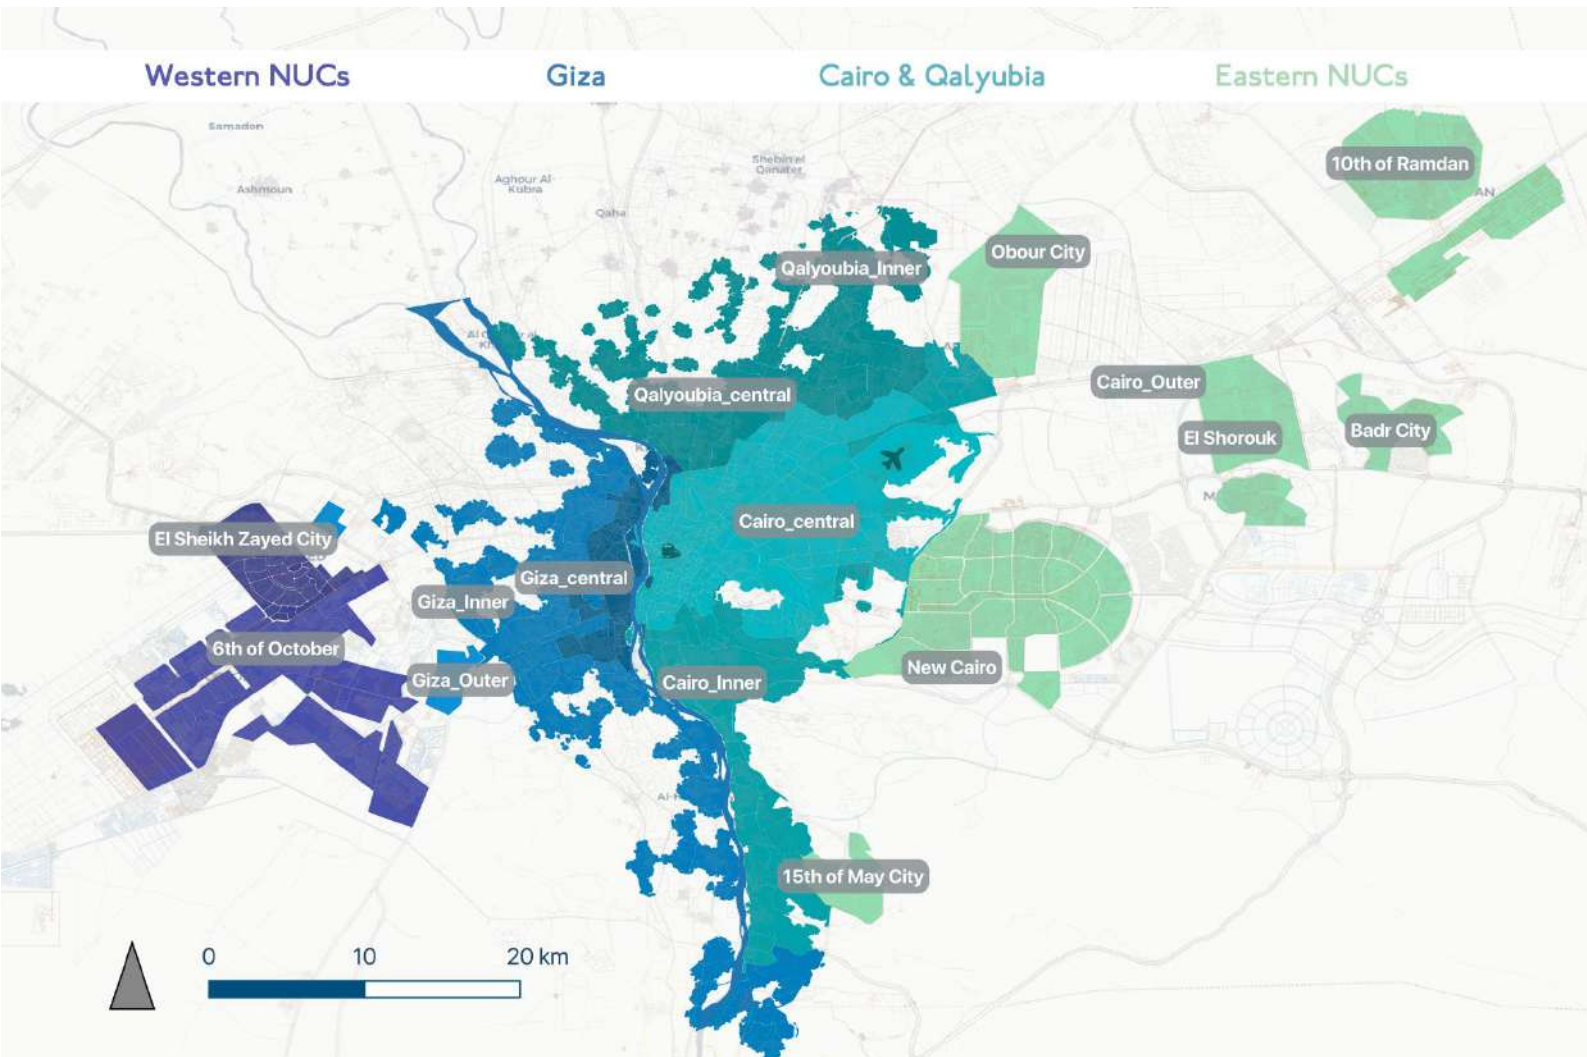 Western NUCs
Giza
Cairo & Qalyubia
Eastern NUCs
Samadon
Ashmoun
Aghour Al-
Kubra
Shebin el
Qanater
Qaha
10th of Ramdan
AN
Obour City
Qalyoubia_Inner
Qalyoubia_central
Cairo_Outer
El Shorouk
Badr City
Cairo_central
El Sheikh Zayed City
Giza_central
Giza_Inner
6th of October
Giza_Outer
Cairo_Inner
New Cairo
15th of May City
0
10
20 km